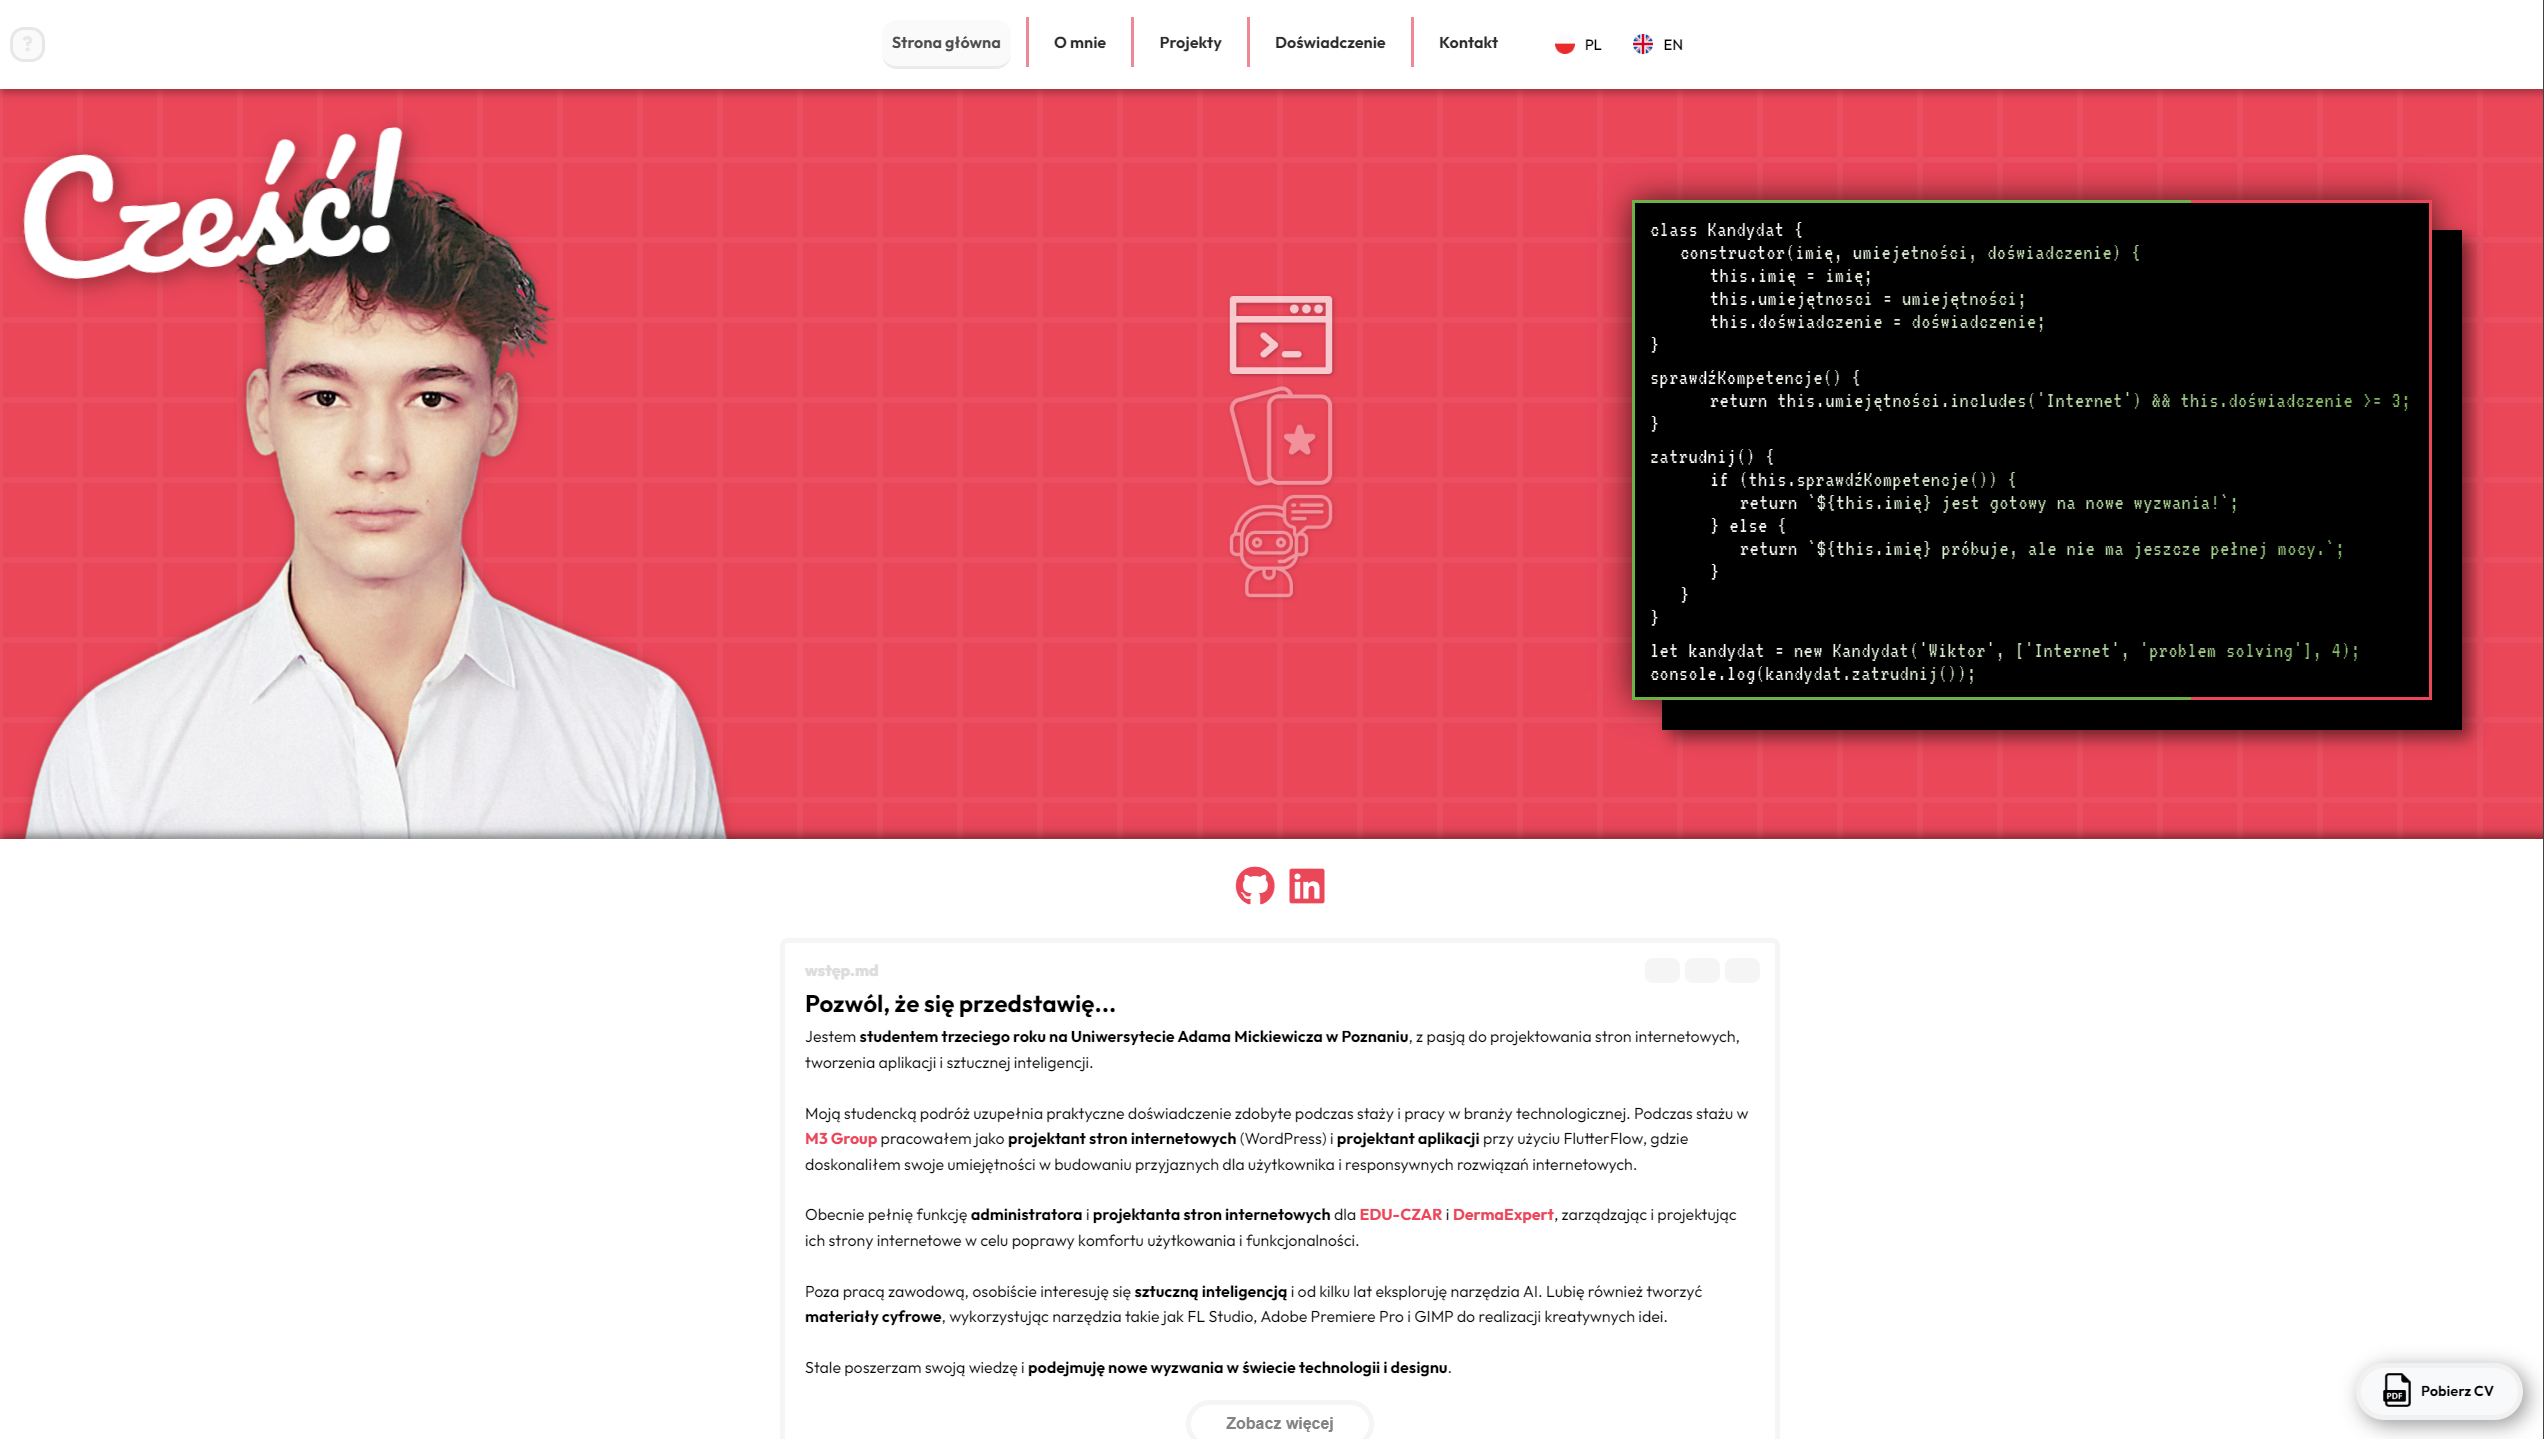 ?
Strona główna
O mnie
Projekty
Doświadczenie
Kontakt
PL
EN
Cześć!
class Kandydat {
constructor(imię, umiejetności, doświadczenie) {
this.imię = imię;
this.umiejętnosci = umiejętności;
this.doświadczenie = doświadczenie;
}
sprawdźKompetencje() {
return this.umiejętności.includes('Internet') && this.doświadczenie >= 3;
}
zatrudnij() {
if (this.sprawdźKompetencje()) {
return `${this.imię} jest gotowy na nowe wyzwania!`;
} else {
return `${this.imię} próbuje, ale nie ma jeszcze pełnej mocy.`;
}
}
}
let kandydat = new Kandydat('Wiktor', ['Internet', 'problem solving'], 4);
console.log(kandydat.zatrudnij());
in
wstęp.md
Pozwól, że się przedstawię...
Jestem studentem trzeciego roku na Uniwersytecie Adama Mickiewicza w Poznaniu, z pasją do projektowania stron internetowych,
tworzenia aplikacji i sztucznej inteligencji.
Moją studencką podróż uzupełnia praktyczne doświadczenie zdobyte podczas staży i pracy w branży technologicznej. Podczas stażu w
M3 Group pracowałem jako projektant stron internetowych (WordPress) i projektant aplikacji przy użyciu FlutterFlow, gdzie
doskonaliłem swoje umiejętności w budowaniu przyjaznych dla użytkownika i responsywnych rozwiązań internetowych.
Obecnie pełnię funkcję administratora i projektanta stron internetowych dla EDU-CZAR i DermaExpert, zarządzając i projektując
ich strony internetowe w celu poprawy komfortu użytkowania i funkcjonalności.
Poza pracą zawodową, osobiście interesuję się sztuczną inteligencją i od kilku lat eksploruję narzędzia AI. Lubię również tworzyć
materiały cyfrowe, wykorzystując narzędzia takie jak FL Studio, Adobe Premiere Pro i GIMP do realizacji kreatywnych idei.
Stale poszerzam swoją wiedzę i podejmuję nowe wyzwania w świecie technologii i designu.
Zobacz więcej
PDF
Pobierz CV